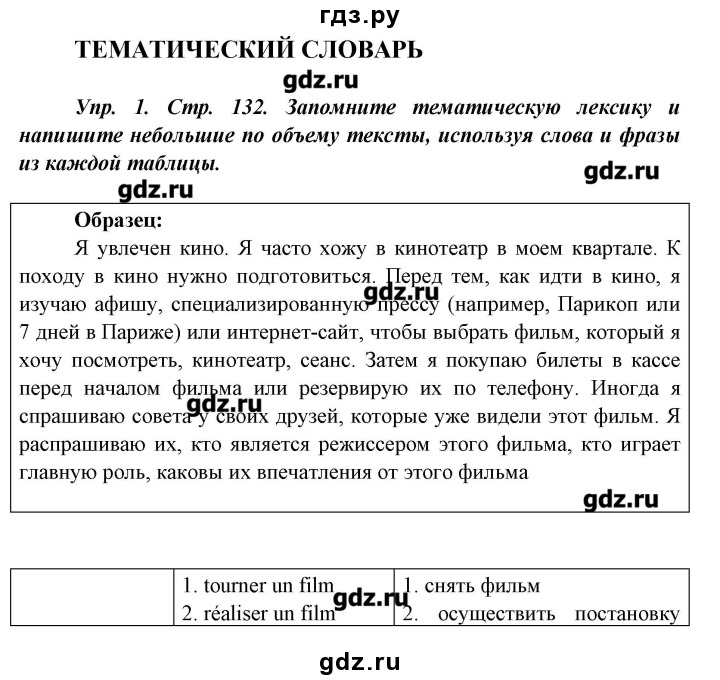 гдз.ру
ТЕМАТИЧЕСКИЙ СЛОВАРЬ
gdz.ru
Упр. 1. Стр. 132. Запомните тематическую лексику и
напишите небольшие по объему тексты, используя слова и фразы
из каждой таблицы.
gdz.ru
gdz.ru
Образец:
Я увлечен кино. Я часто хожу в кинотеатр в моем квартале. К
походу в кино нужно подготовиться. Перед тем, как идти в кино, я
изучаю афишу, специализированную прессу (например, Парикоп или
7 дней в Париже) или интернет-сайт, чтобы выбрать фильм, который я
хочу посмотреть, кинотеатр, сеанс. Затем я покупаю билеты в кассе
перед началом фильма или резервирую их по телефону. Иногда я
спрашиваю совета у своих друзей, которые уже видели этот фильм. Я
распрашиваю их, кто является режиссером этого фильма, кто играет
главную роль, каковы их впечатления от этого фильма
gdz.ru
gdz.ru
gdz.ru
1. tourner un film
2. réaliser un film
1. снять фильм
2. осуществить постановку
gdz.ru
gdz.ru